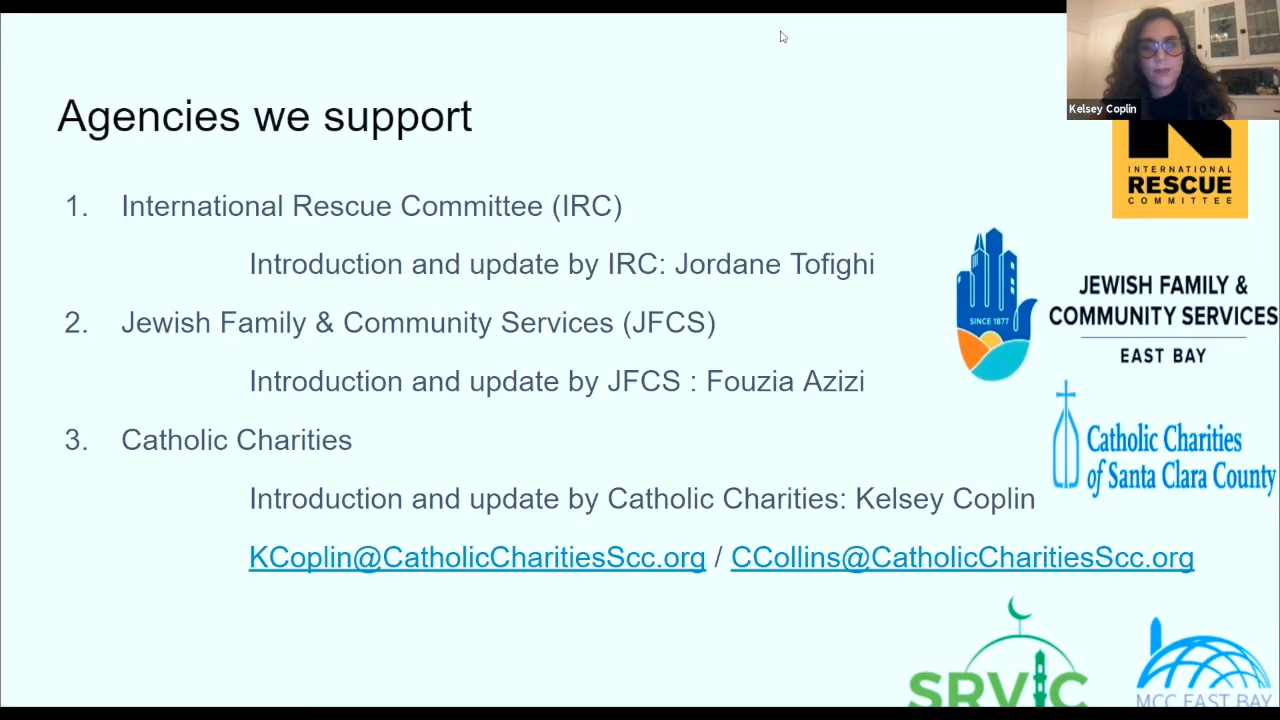 Kelsey Coplin
Agencies we support
INTERNATIONAL
RESCUE
COMMITTEE
1. International Rescue Committee (IRC)
Introduction and update by IRC: Jordane Tofighi
2. Jewish Family & Community Services (JFCS)
Introduction and update by JFCS : Fouzia Azizi
3. Catholic Charities
Introduction and update by Catholic Charities: Kelsey Coplin
KCoplin@CatholicCharitiesScc.org / CCollins@CatholicCharitiesScc.org
SINCE 1877
JEWISH FAMILY &
COMMUNITY SERVICES
EAST BAY
Catholic Charities
of Santa Clara County
SRVIC
MCC EAST BAY